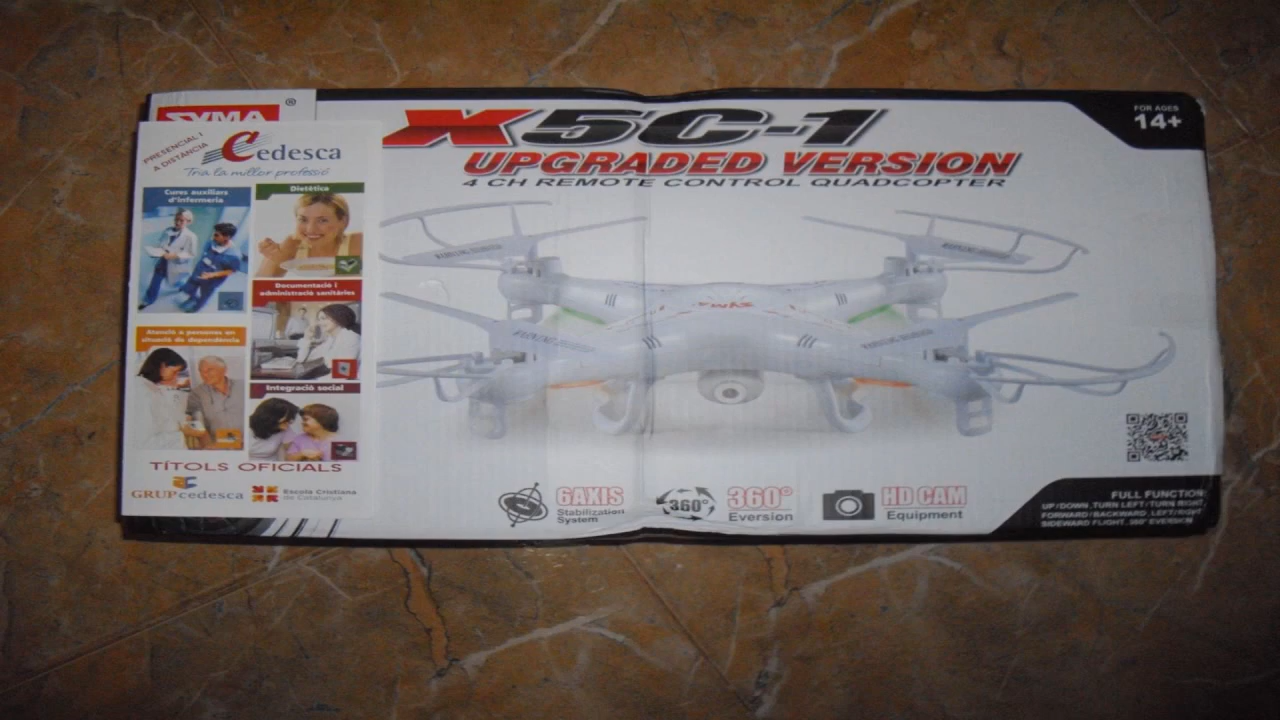 SYMA ®
X5C-1
UPGRADED VERSION
4 CH REMOTE CONTROL QUADCOPTER
FOR AGES
14+
PRESENCIAL I
A DISTÀNCIA
Cedesca
Tria la millor professió
Cures auxiliars
d'infermeria
Dietètica
Documentació i
administració sanitàries
Atenció a persones en
situació de dependència
Integració social
TÍTOLS OFICIALS
GRUPcedesca
Escola Cristiana
de Catalunya
SYMA
6AXIS
Stabilization
System
360°
360°
Eversion
HD CAM
Equipment
FULL FUNCTION
UP/DOWN, TURN LEFT/TURN RIGHT
FORWARD/BACKWARD, LEFT/RIGHT
SIDEWARD FLIGHT, 360° EVERSION